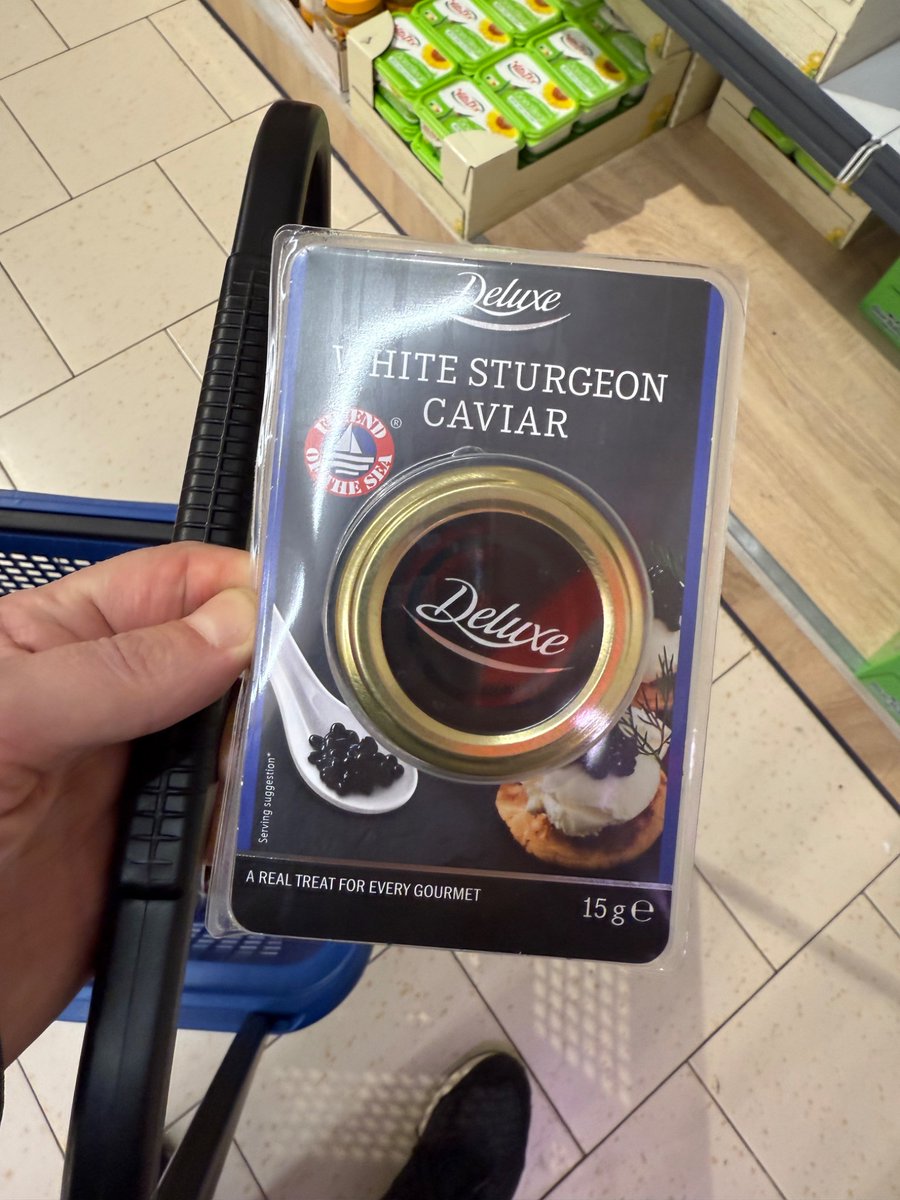 Deluxe
WHITE STURGEON
CAVIAR
FRIEND
OF THE SEA
®
Deluxe
Serving suggestion*
A REAL TREAT FOR EVERY GOURMET
15 g e